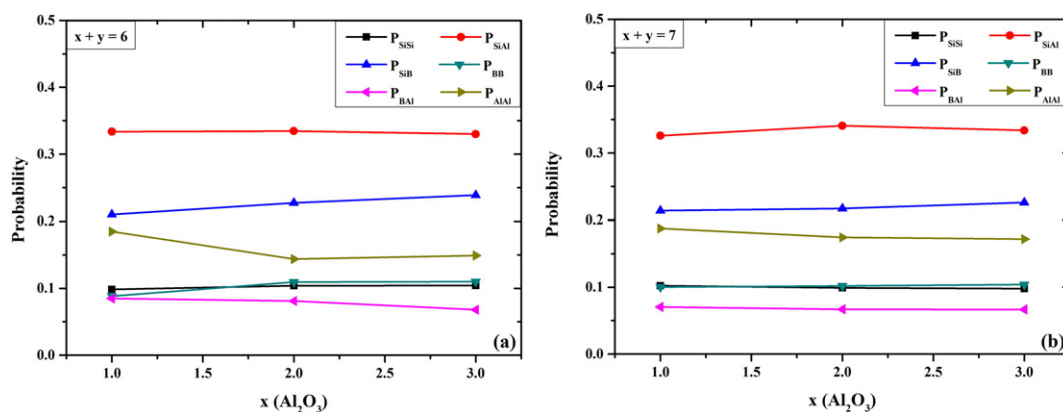 x + y = 6
P_SiSi P_SiAl
P_SiB P_BB
P_BAl P_AlAl
0.5
0.4
0.3
0.2
0.1
0.0
Probability
1.0 1.5 2.0 2.5 3.0
x (Al₂O₃)
(a)
x + y = 7
P_SiSi P_SiAl
P_SiB P_BB
P_BAl P_AlAl
0.5
0.4
0.3
0.2
0.1
0.0
Probability
1.0 1.5 2.0 2.5 3.0
x (Al₂O₃)
(b)